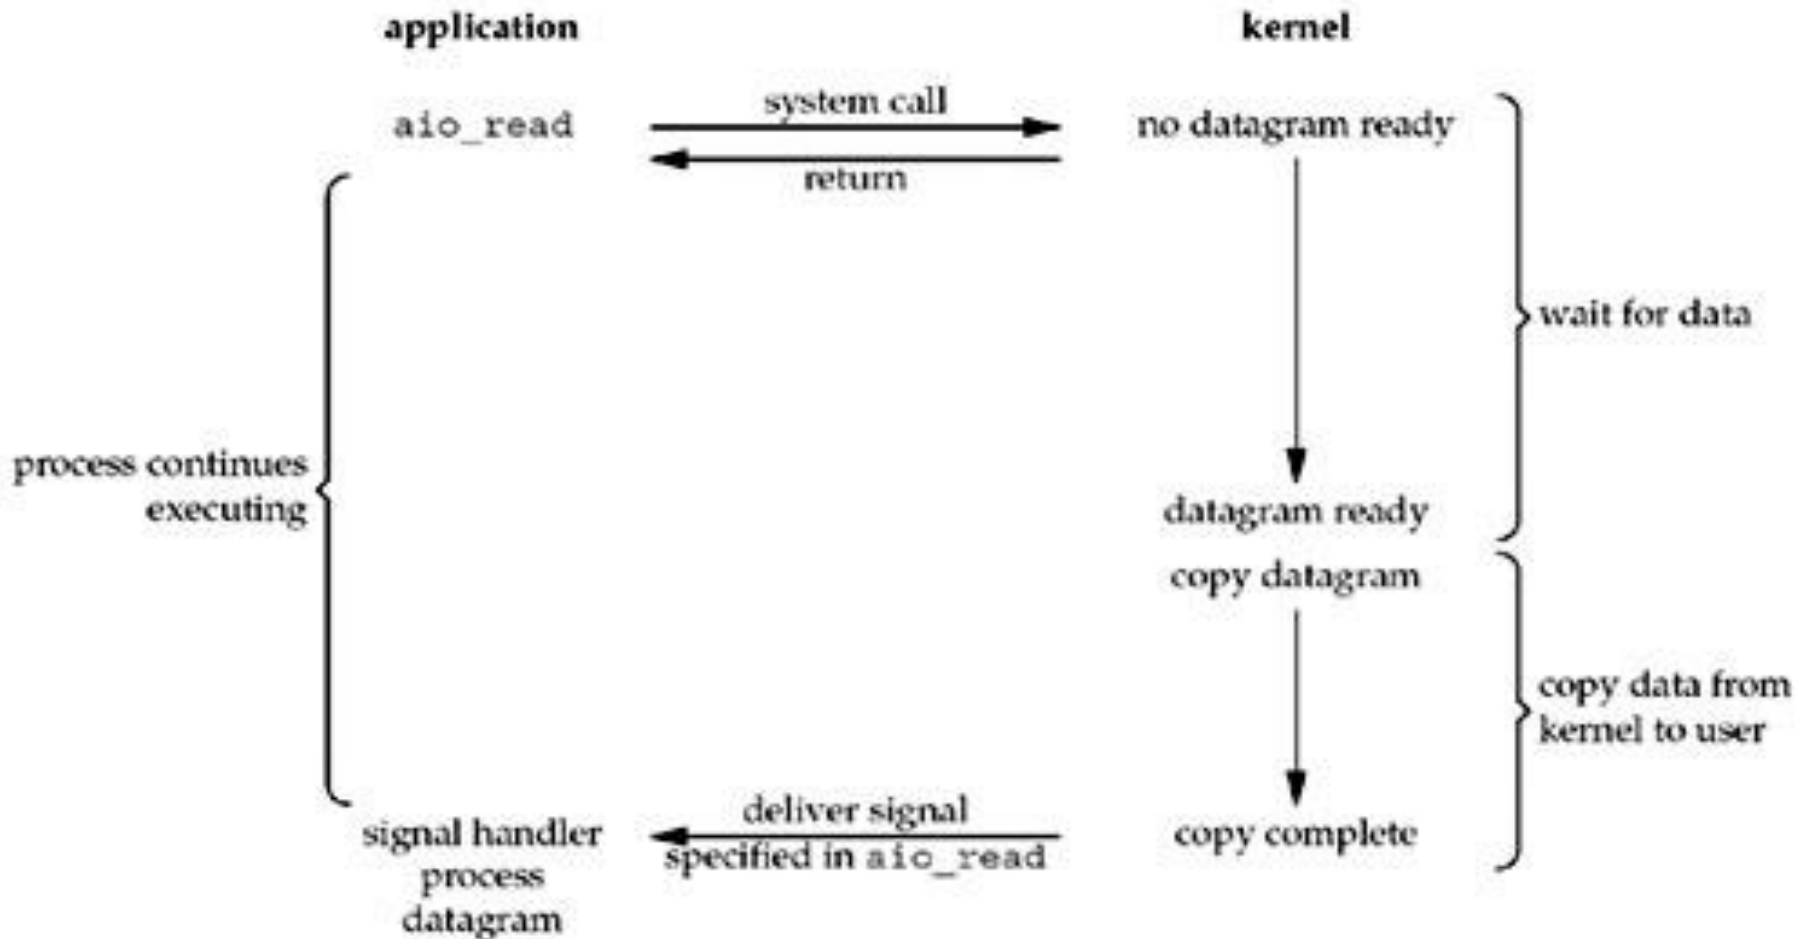 application
kernel
aio_read
system call
no datagram ready
return
wait for data
process continues
executing
datagram ready
copy datagram
copy data from
kernel to user
deliver signal
signal handler
specified in aio_read
copy complete
process
datagram